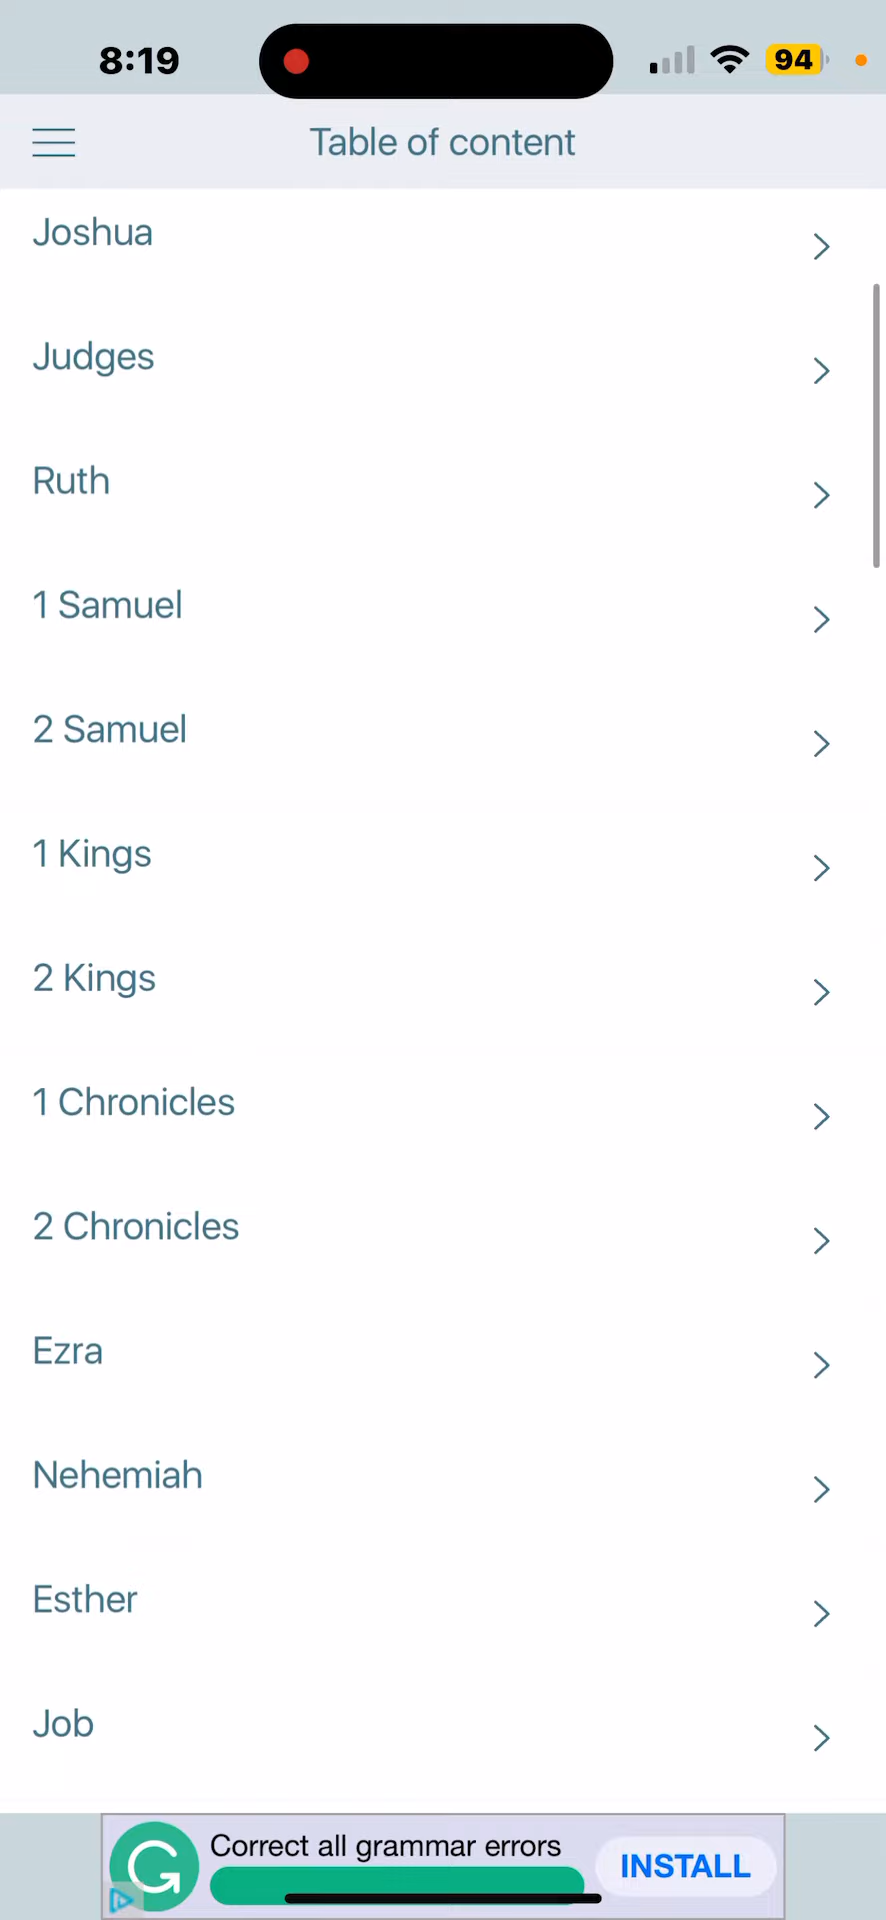 8:19
94
Table of content
Joshua
Judges
Ruth
1 Samuel
2 Samuel
1 Kings
2 Kings
1 Chronicles
2 Chronicles
Ezra
Nehemiah
Esther
Job
Correct all grammar errors
INSTALL